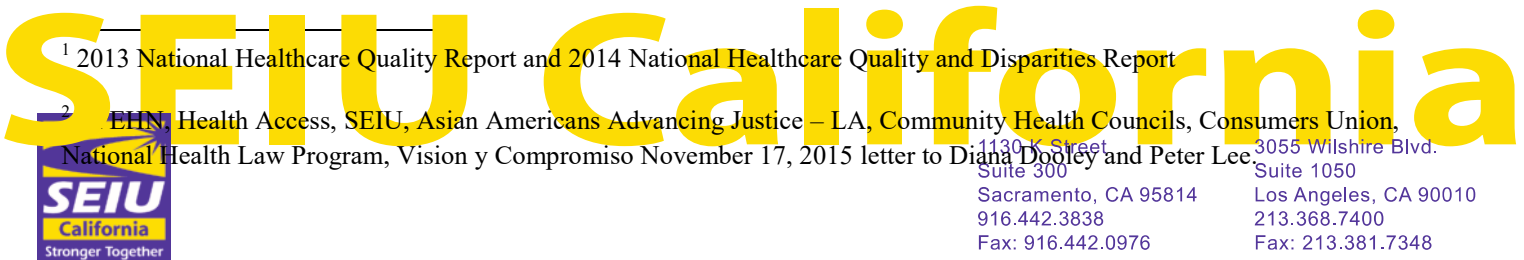 SEIU California
1 2013 National Healthcare Quality Report and 2014 National Healthcare Quality and Disparities Report
2 EHN, Health Access, SEIU, Asian Americans Advancing Justice – LA, Community Health Councils, Consumers Union,
National Health Law Program, Vision y Compromiso November 17, 2015 letter to Diana Dooley and Peter Lee.
SEIU
California
Stronger Together
1130 K Street
Suite 300
Sacramento, CA 95814
916.442.3838
Fax: 916.442.0976
3055 Wilshire Blvd.
Suite 1050
Los Angeles, CA 90010
213.368.7400
Fax: 213.381.7348